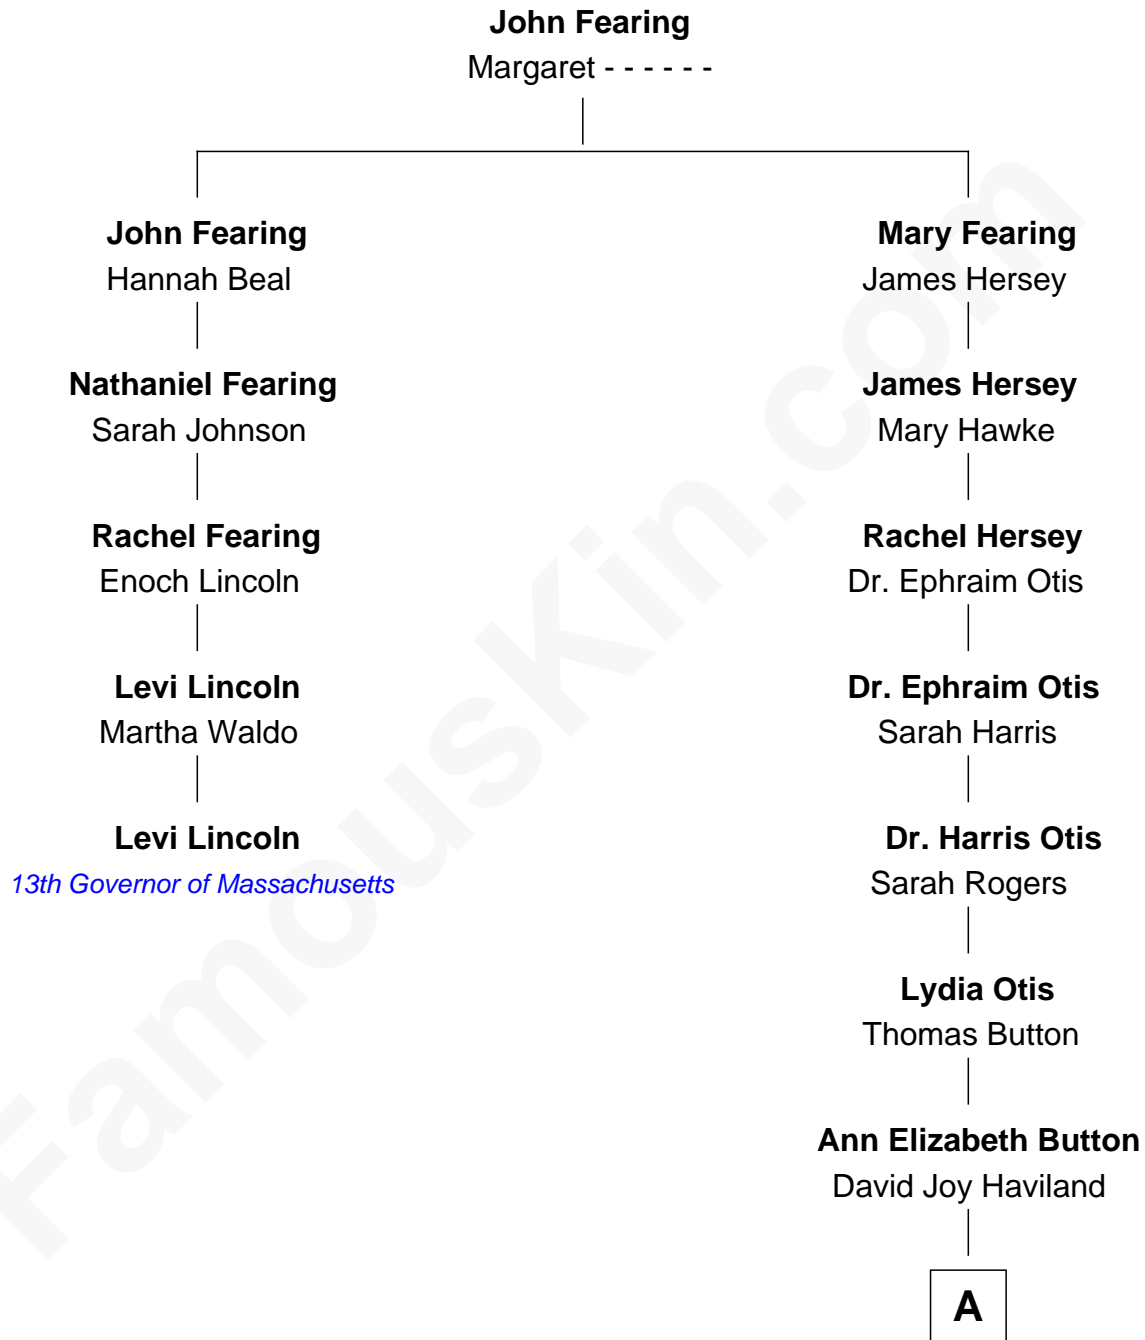 John Fearing
Margaret - - - - - -
John Fearing
Hannah Beal
Nathaniel Fearing
Sarah Johnson
Rachel Fearing
Enoch Lincoln
Levi Lincoln
Martha Waldo
Levi Lincoln
13th Governor of Massachusetts
Mary Fearing
James Hersey
James Hersey
Mary Hawke
Rachel Hersey
Dr. Ephraim Otis
Dr. Ephraim Otis
Sarah Harris
Dr. Harris Otis
Sarah Rogers
Lydia Otis
Thomas Button
Ann Elizabeth Button
David Joy Haviland
A
FamousKin.com